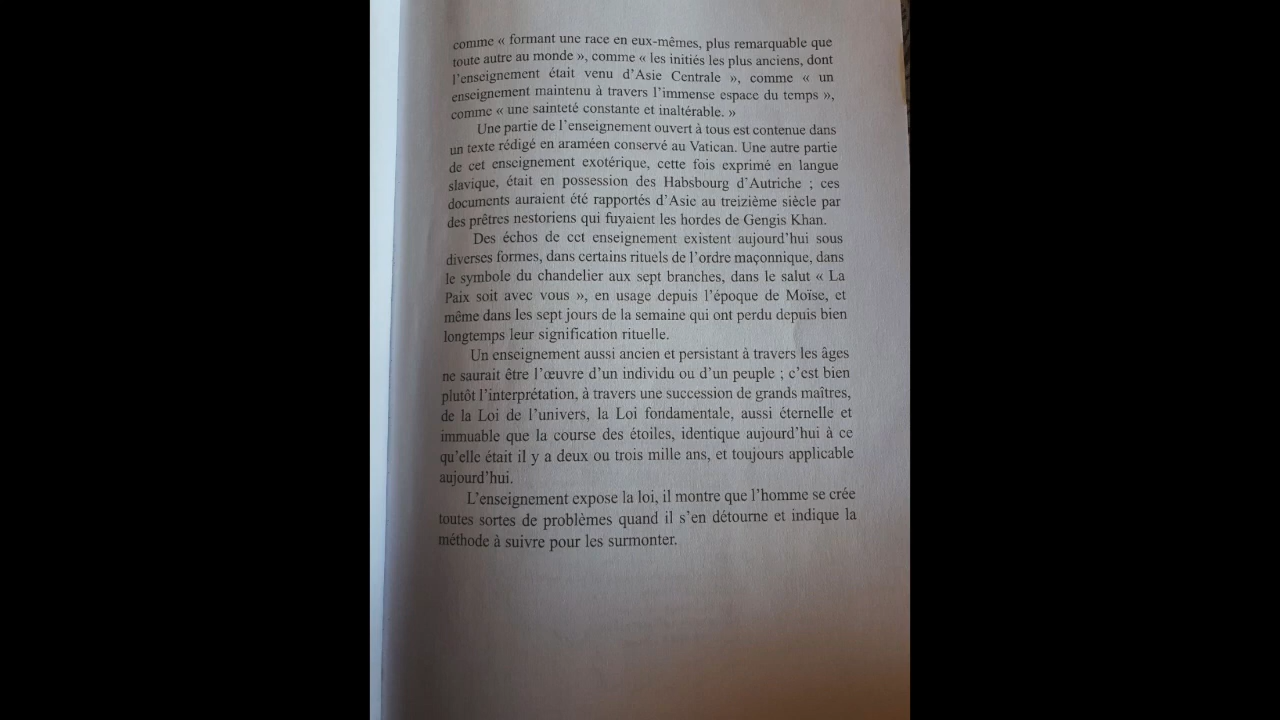 comme « formant une race en eux-mêmes, plus remarquable que
toute autre au monde », comme « les initiés les plus anciens, dont
l'enseignement était venu d'Asie Centrale », comme « un
enseignement maintenu à travers l'immense espace du temps »,
comme « une sainteté constante et inaltérable. »
Une partie de l'enseignement ouvert à tous est contenue dans
un texte rédigé en araméen conservé au Vatican. Une autre partie
de cet enseignement exotérique, cette fois exprimé en langue
slavique, était en possession des Habsbourg d'Autriche ; ces
documents auraient été rapportés d'Asie au treizième siècle par
des prêtres nestoriens qui fuyaient les hordes de Gengis Khan.
Des échos de cet enseignement existent aujourd'hui sous
diverses formes, dans certains rituels de l'ordre maçonnique, dans
le symbole du chandelier aux sept branches, dans le salut « La
Paix soit avec vous », en usage depuis l'époque de Moïse, et
même dans les sept jours de la semaine qui ont perdu depuis bien
longtemps leur signification rituelle.
Un enseignement aussi ancien et persistant à travers les âges
ne saurait être l'œuvre d'un individu ou d'un peuple ; c'est bien
plutôt l'interprétation, à travers une succession de grands maîtres,
de la Loi de l'univers, la Loi fondamentale, aussi éternelle et
immuable que la course des étoiles, identique aujourd'hui à ce
qu'elle était il y a deux ou trois mille ans, et toujours applicable
aujourd'hui.
L'enseignement expose la loi, il montre que l'homme se crée
toutes sortes de problèmes quand il s'en détourne et indique la
méthode à suivre pour les surmonter.